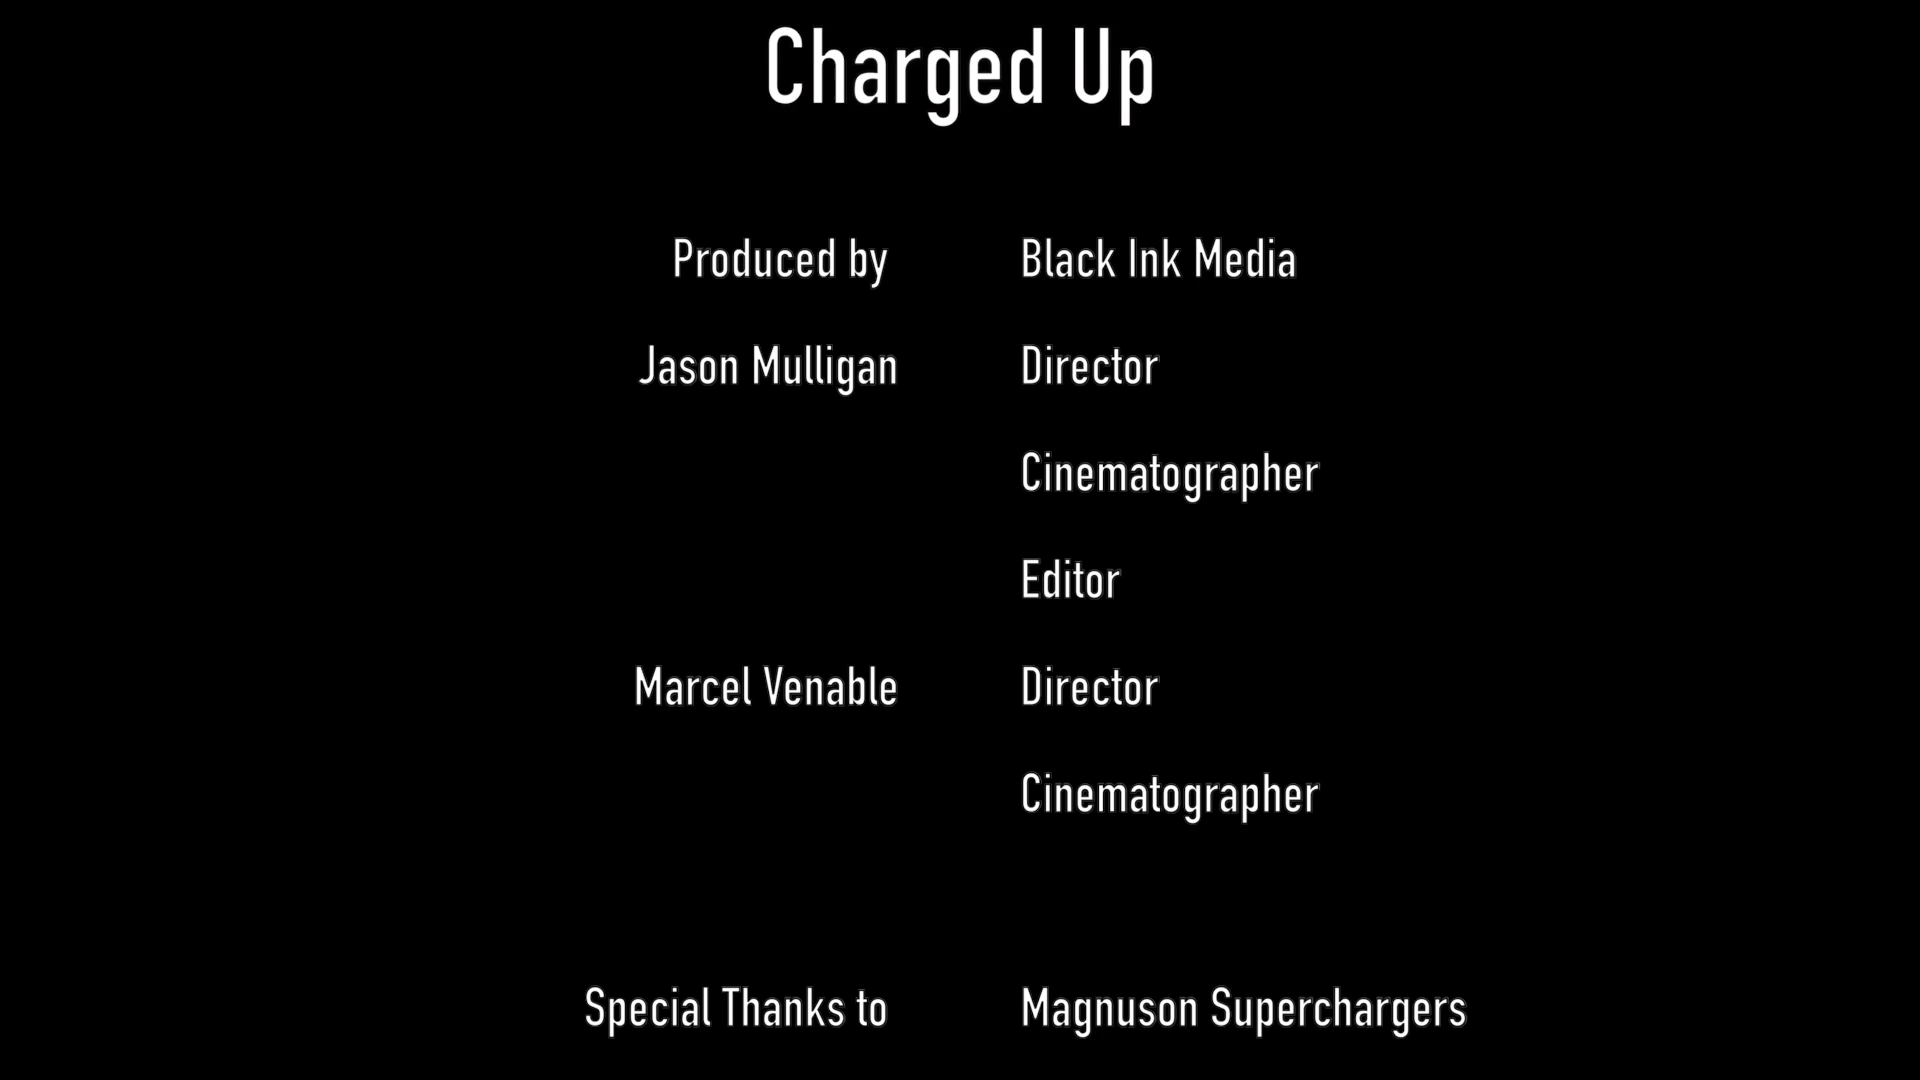 Charged Up
Produced by Black Ink Media
Jason Mulligan Director
Cinematographer
Editor
Marcel Venable Director
Cinematographer
Special Thanks to Magnuson Superchargers